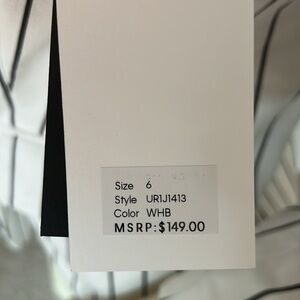 Size 6
Style UR1J1413
Color WHB
MSRP:$149.00